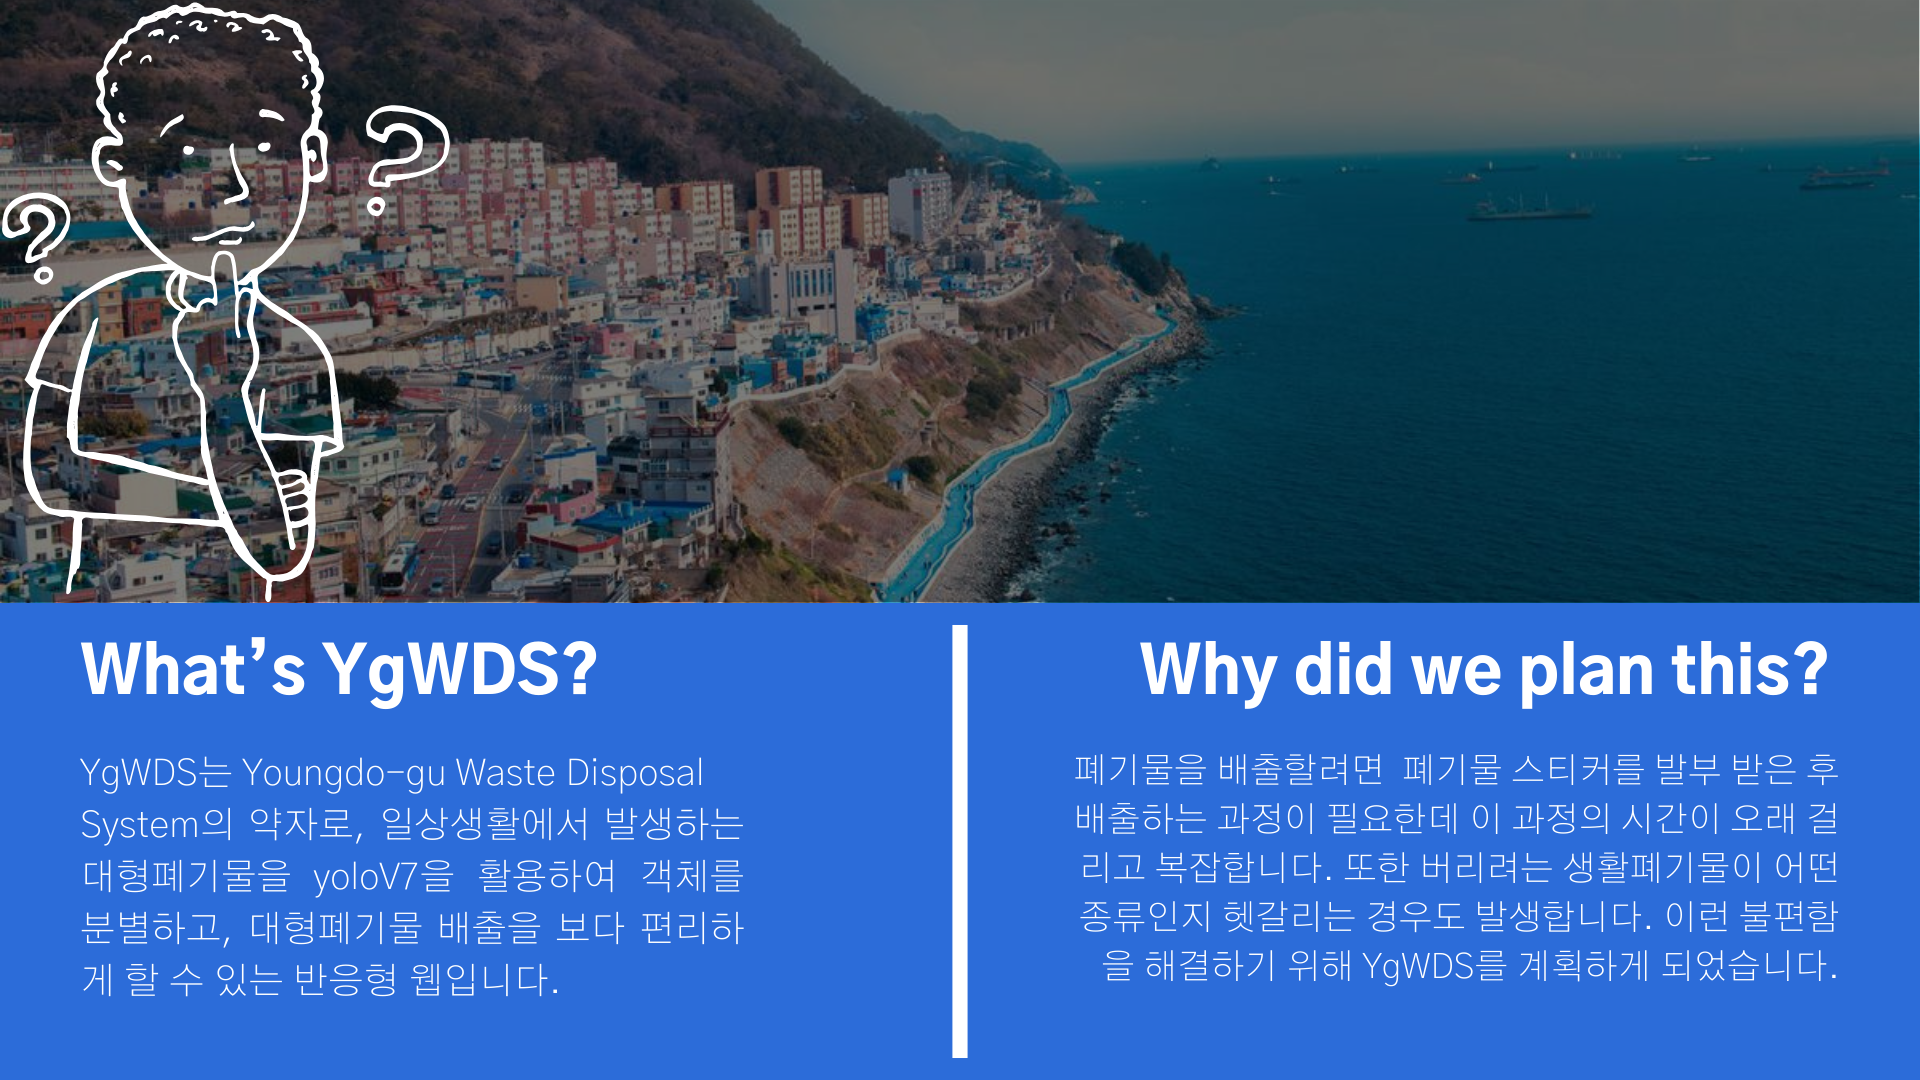 ?
?
What’s YgWDS?
YgWDS는 Youngdo-gu Waste Disposal
System의 약자로, 일상생활에서 발생하는
대형폐기물을 yoloV7을 활용하여 객체를
분별하고, 대형폐기물 배출을 보다 편리하
게 할 수 있는 반응형 웹입니다.
Why did we plan this?
폐기물을 배출할려면 폐기물 스티커를 발부 받은 후
배출하는 과정이 필요한데 이 과정의 시간이 오래 걸
리고 복잡합니다. 또한 버리려는 생활폐기물이 어떤
종류인지 헷갈리는 경우도 발생합니다. 이런 불편함
을 해결하기 위해 YgWDS를 계획하게 되었습니다.